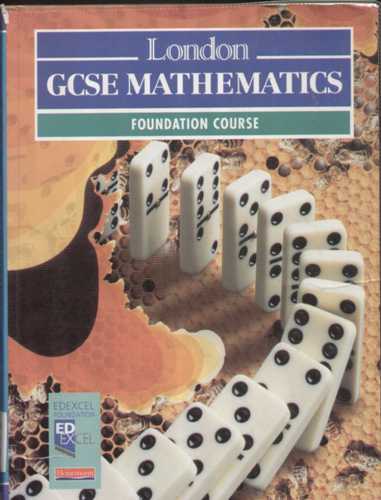 London
GCSE MATHEMATICS
FOUNDATION COURSE
EDEXCEL
FOUNDATION
ED
EXCEL
Heinemann